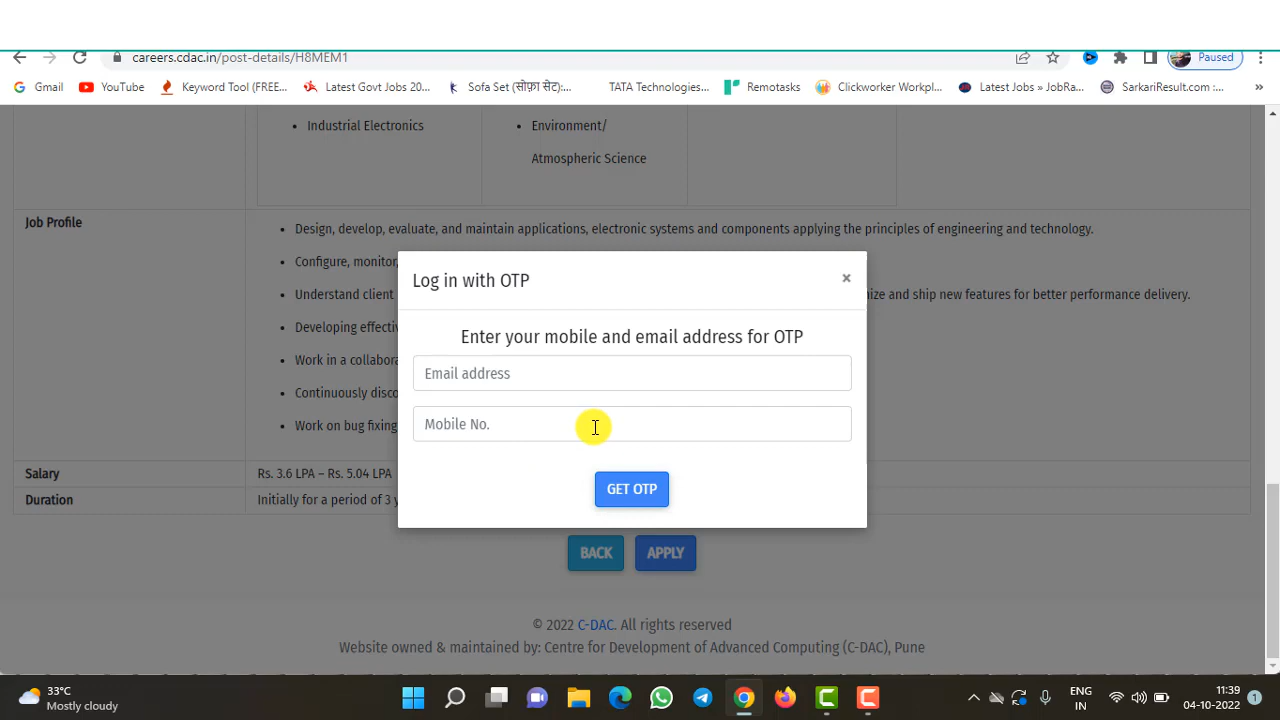 careers.cdac.in/post-details/H8MEM1
Paused
Gmail
YouTube
Keyword Tool (FREE...
Latest Govt Jobs 20...
Sofa Set (सोफ़ा सेट):...
TATA Technologies...
Remotasks
Clickworker Workpl...
Latest Jobs » JobRa...
SarkariResult.com :...
»
• Industrial Electronics
• Environment/
Atmospheric Science
Job Profile
• Design, develop, evaluate, and maintain applications, electronic systems and components applying the principles of engineering and technology.
• Configure, monitor,
• Understand client
ize and ship new features for better performance delivery.
• Developing effecti
• Work in a collabora
• Continuously disco
• Work on bug fixing
Log in with OTP
×
Enter your mobile and email address for OTP
Email address
Mobile No.
GET OTP
Salary
Rs. 3.6 LPA – Rs. 5.04 LPA
Duration
Initially for a period of 3 y
BACK
APPLY
© 2022 C-DAC. All rights reserved
Website owned & maintained by: Centre for Development of Advanced Computing (C-DAC), Pune
33°C
Mostly cloudy
ENG
IN
11:39
04-10-2022
1